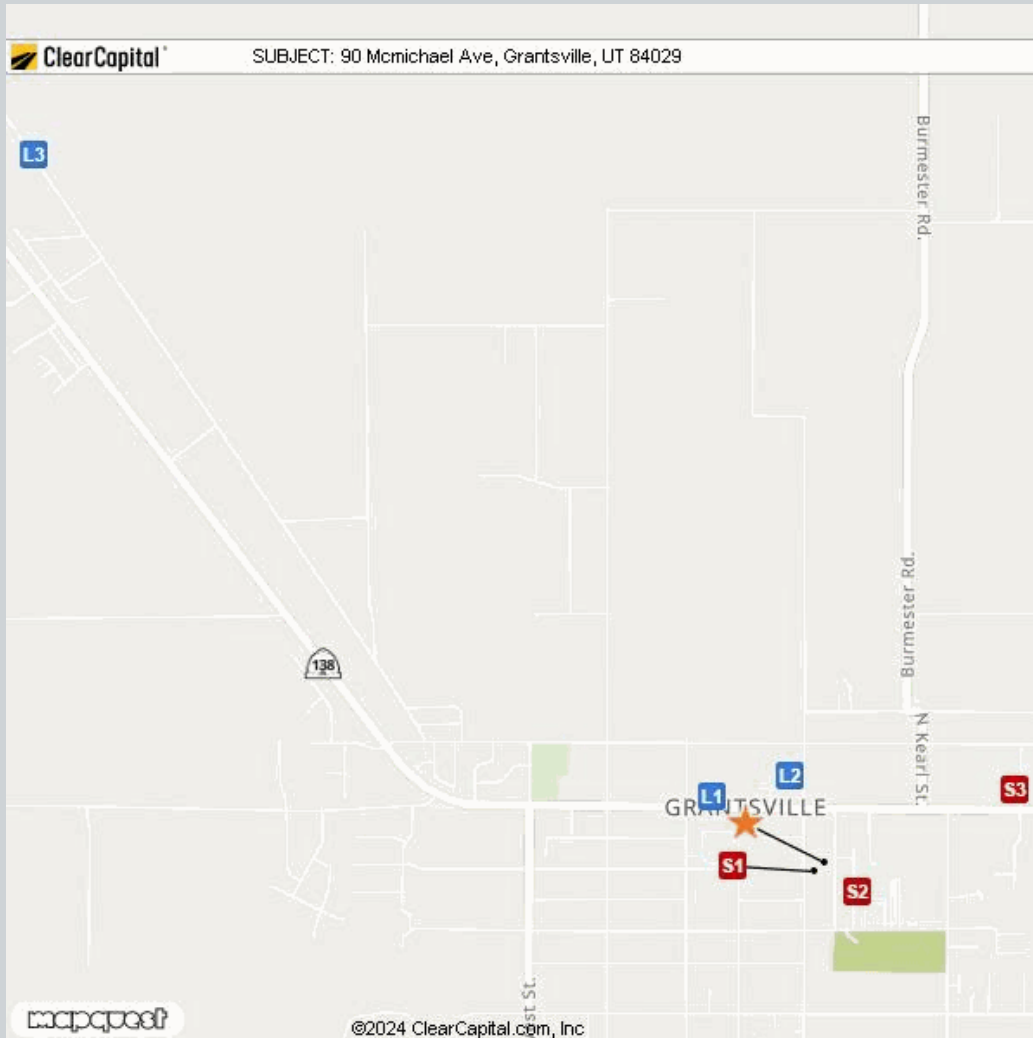 ClearCapital SUBJECT: 90 Mcmichael Ave, Grantsville, UT 84029
Burmester Rd.
L3
Burmester Rd.
138
N Kearl St.
L2
S3
L1
GRANTSVILLE
S1
S2
mapquest
©2024 ClearCapital.com, Inc
St.